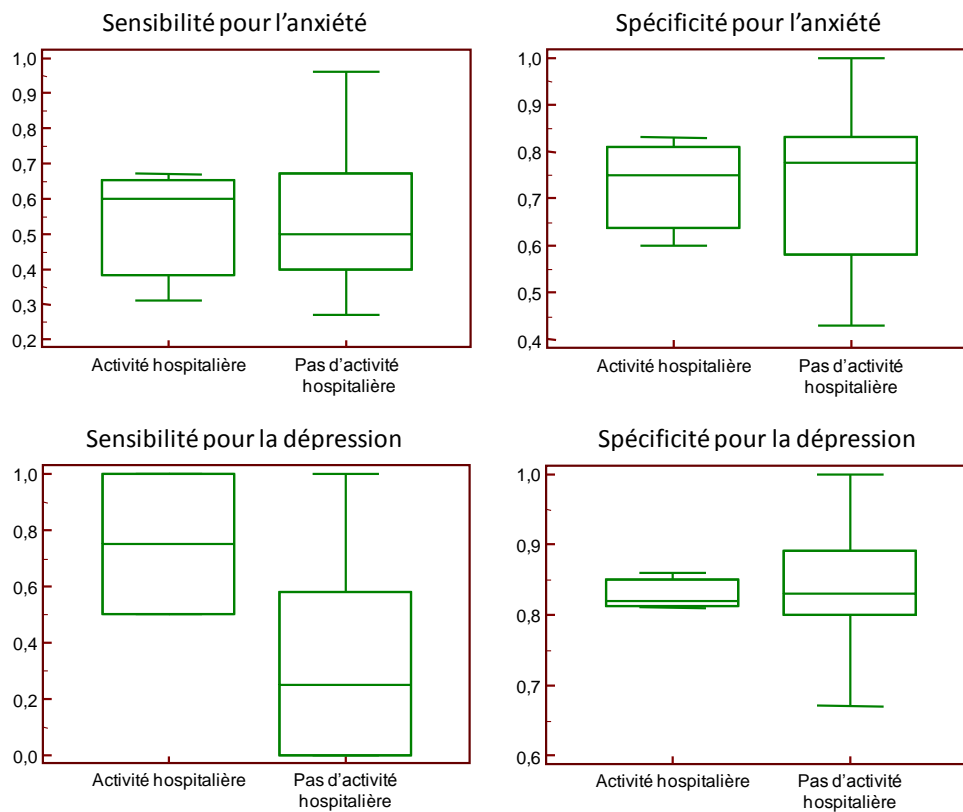 Sensibilité pour l'anxiété
1,0
0,9
0,8
0,7
0,6
0,5
0,4
0,3
0,2
Activité hospitalière
Pas d'activité
hospitalière
Spécificité pour l'anxiété
1,0
0,9
0,8
0,7
0,6
0,5
0,4
Activité hospitalière
Pas d'activité
hospitalière
Sensibilité pour la dépression
1,0
0,8
0,6
0,4
0,2
0,0
Activité hospitalière
Pas d'activité
hospitalière
Spécificité pour la dépression
1,0
0,9
0,8
0,7
0,6
Activité hospitalière
Pas d'activité
hospitalière